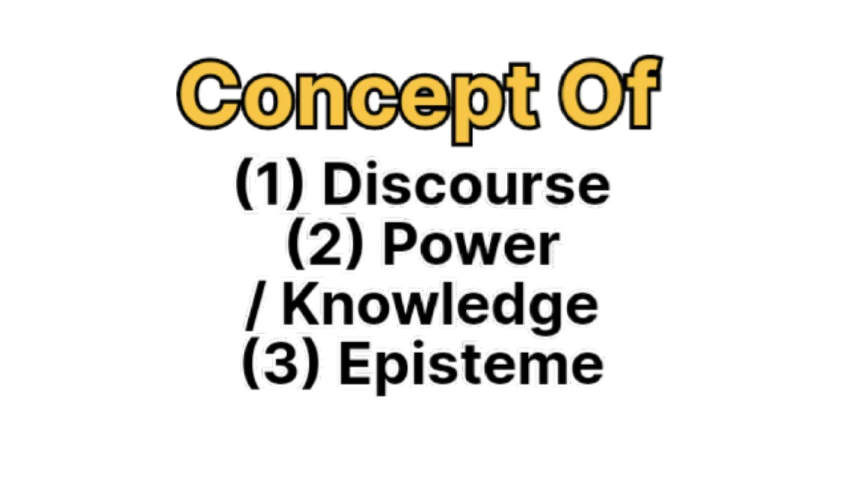 Concept Of
(1) Discourse
(2) Power
/ Knowledge
(3) Episteme